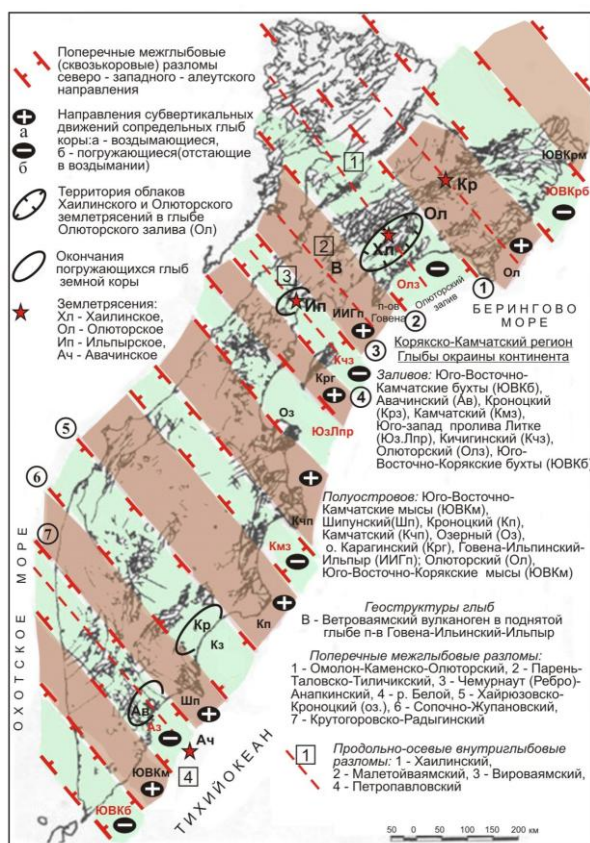 Поперечные межглыбовые
(сквозькоровые) разломы
северо - западного - алеутского
направления
Направления субвертикальных
движений сопредельных глыб
коры:а - воздымающиеся,
б - погружающиеся(отстающие
в воздымании)
а
б
Территория облаков
Хаилинского и Олюторского
землетрясений в глыбе
Олюторского залива (Ол)
Окончания
погружающихся глыб
земной коры
Землетрясения:
Хл - Хаилинское,
Ол - Олюторское
Ип - Ильпырское,
Ач - Авачинское
1
ЮВКрм
ЮВКрб
Кр
Ол
Хл
2
В
Олз
Олюторский
залив
Ол
1
3
Ип
ИИГп
п-ов
Говена
2
БЕРИНГОВО
МОРЕ
3
Кчз
Крг
4
Оз
ЮзЛпр
5
6
7
Кчп
Кмз
Кп
Кр
Кз
Шп
Ав
Аз
Ач
4
ЮВКм
ЮВКб
ОХОТСКОЕ МОРЕ
ТИХИЙОКЕАН
Корякско-Камчатский регион
Глыбы окраины континента
Заливов: Юго-Восточно-
Камчатские бухты (ЮВКб),
Авачинский (Ав), Кроноцкий
(Крз), Камчатский (Кмз),
Юго-запад пролива Литке
(Юз.Лпр), Кичигинский (Кчз),
Олюторский (Олз), Юго-
Восточно-Корякские бухты (ЮВКб)
Полуостровов: Юго-Восточно-
Камчатские мысы (ЮВКм),
Шипунский(Шп), Кроноцкий (Кп),
Камчатский (Кчп), Озерный (Оз),
о. Карагинский (Крг), Говена-Ильпинский-
Ильпыр (ИИГп); Олюторский (Ол),
Юго-Восточно-Корякские мысы (ЮВКм)
Геоструктуры глыб
В - Ветроваямский вулканоген в поднятой
глыбе п-в Говена-Ильинский-Ильпыр
Поперечные межглыбовые разломы:
1 - Омолон-Каменско-Олюторский, 2 - Парень-
Таловско-Тиличикский, 3 - Чемурнаут (Ребро)-
Анапкинский, 4 - р. Белой, 5 - Хайрюзовско-
Кроноцкий (оз.), 6 - Сопочно-Жупановский,
7 - Крутогоровско-Радыгинский
1
Продольно-осевые внутриглыбовые
разломы: 1 - Хаилинский,
2 - Малетойваямский, 3 - Вироваямский,
4 - Петропавловский
50 0 50 100 150 200 км